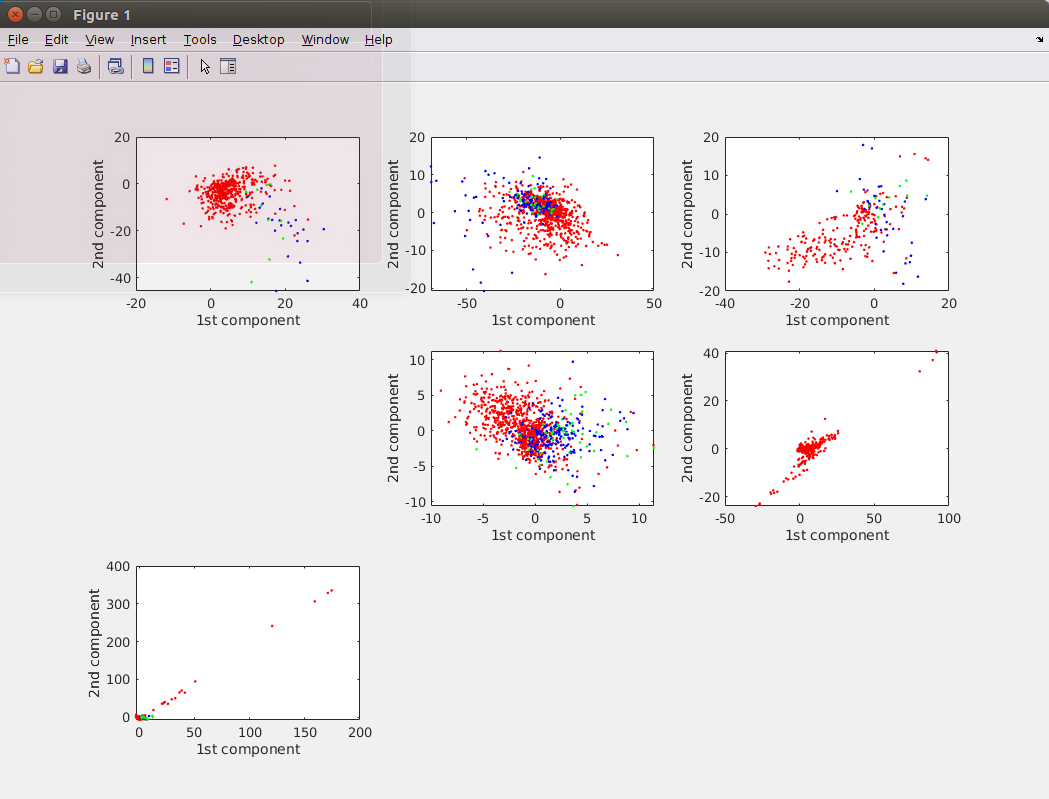 Figure 1
File Edit View Insert Tools Desktop Window Help
20
0
-20
-40
2nd component
-20 0 20 40
1st component
20
10
0
-10
-20
2nd component
-50 0 50
1st component
20
10
0
-10
-20
2nd component
-40 -20 0 20
1st component
10
5
0
-5
-10
2nd component
-10 -5 0 5 10
1st component
40
20
0
-20
2nd component
-50 0 50 100
1st component
400
300
200
100
0
2nd component
0 50 100 150 200
1st component